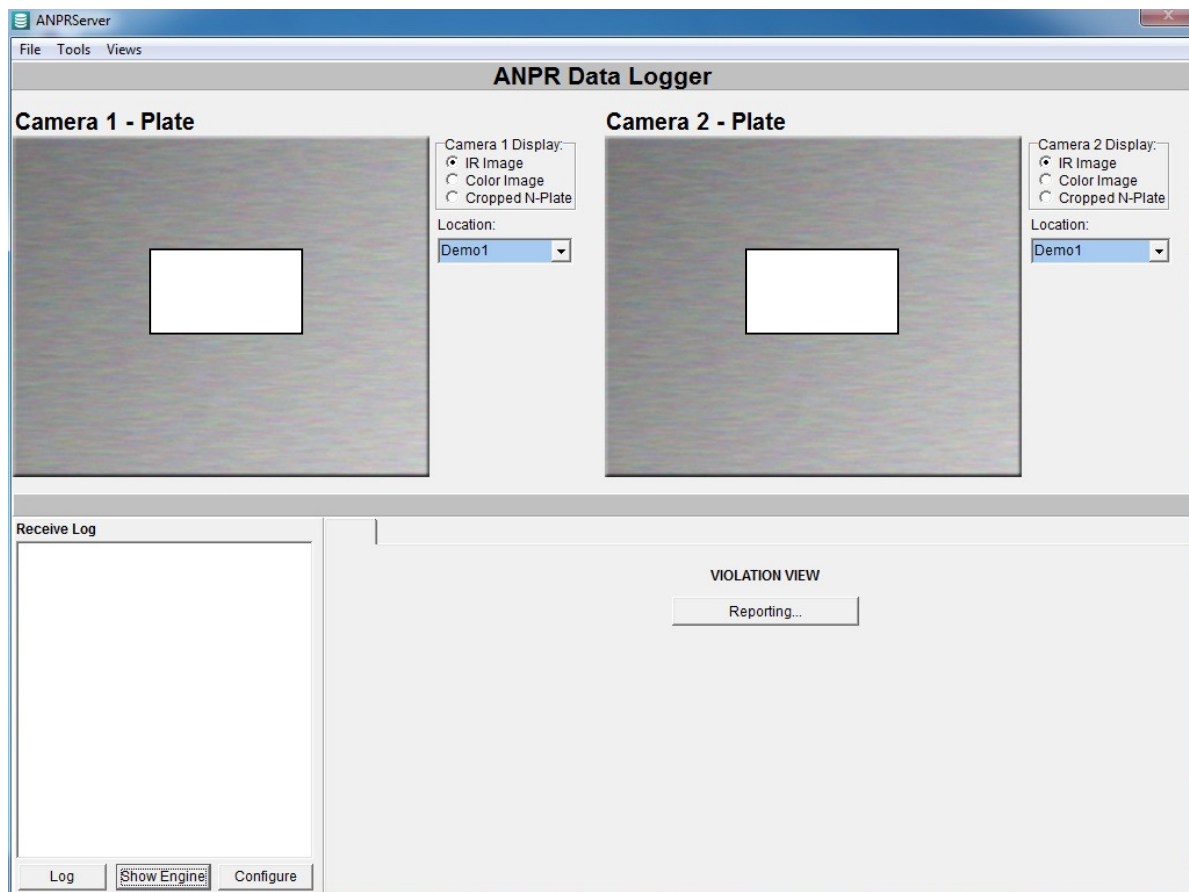 ANPRServer
File Tools Views
ANPR Data Logger
Camera 1 - Plate
Camera 1 Display:
IR Image
Color Image
Cropped N-Plate
Location:
Demo1
Camera 2 - Plate
Camera 2 Display:
IR Image
Color Image
Cropped N-Plate
Location:
Demo1
Receive Log
Log Show Engine Configure
VIOLATION VIEW
Reporting...